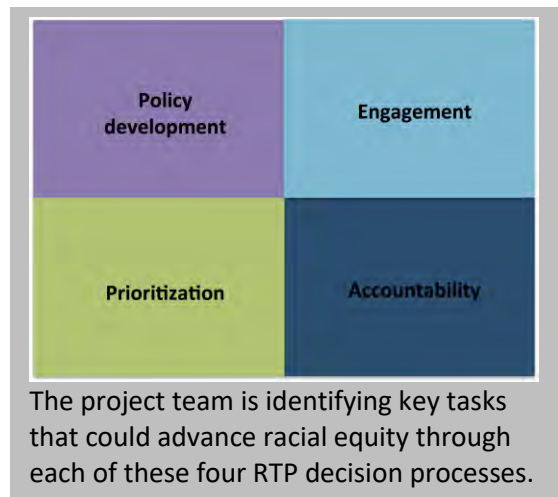 Policy
development
Engagement
Prioritization
Accountability
The project team is identifying key tasks
that could advance racial equity through
each of these four RTP decision processes.